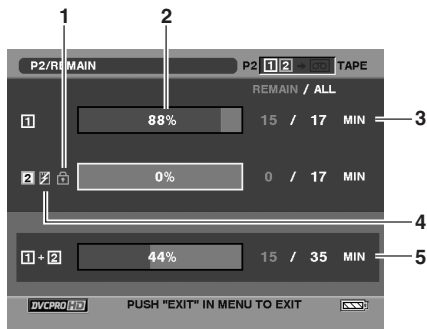 1 2
P2/REMAIN P2 1 2 TAPE
REMAIN / ALL
1 88% 15 / 17 MIN 3
2 0% 0 / 17 MIN
4
1 + 2 44% 15 / 35 MIN 5
DVCPRO HD PUSH "EXIT" IN MENU TO EXIT